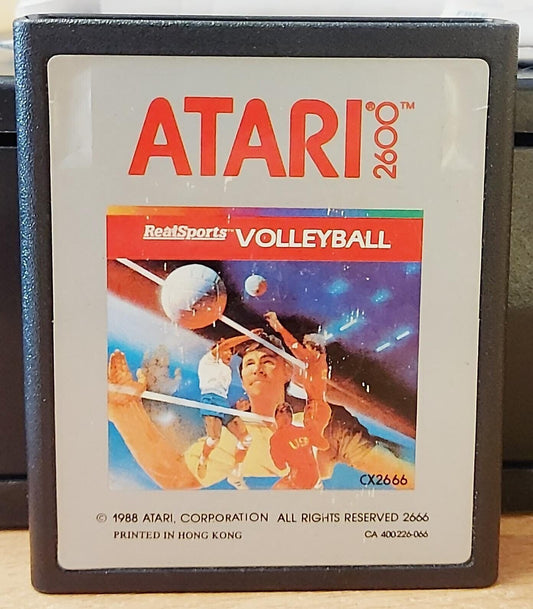 ATARI® 2600™
RealSports™ VOLLEYBALL
US
CX2666
© 1988 ATARI, CORPORATION ALL RIGHTS RESERVED 2666
PRINTED IN HONG KONG CA 400226-066